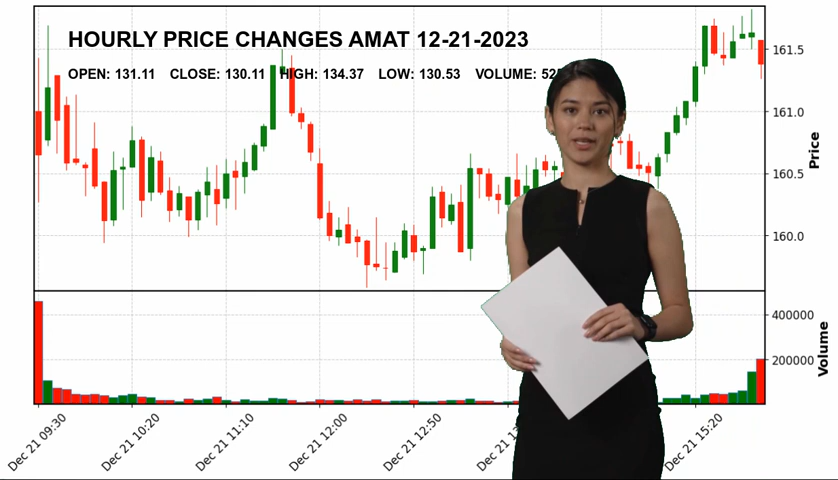 HOURLY PRICE CHANGES AMAT 12-21-2023
OPEN: 131.11 CLOSE: 130.11 HIGH: 134.37 LOW: 130.53 VOLUME:
161.5
161.0
160.5
160.0
Price
400000
200000
Volume
Dec 21 09:30
Dec 21 10:20
Dec 21 11:10
Dec 21 12:00
Dec 21 12:50
Dec 21
Dec 21 15:20